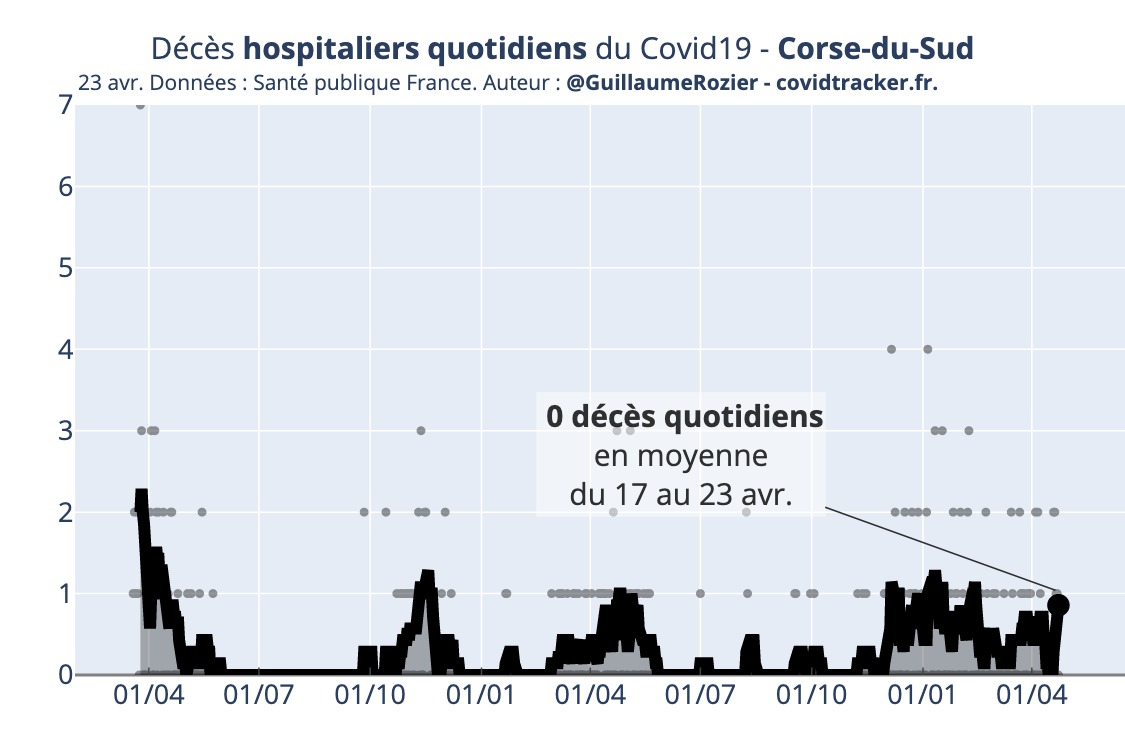 Décès hospitaliers quotidiens du Covid19 - Corse-du-Sud
23 avr. Données : Santé publique France. Auteur : @GuillaumeRozier - covidtracker.fr.
7
6
5
4
3
2
1
0
0 décès quotidiens
en moyenne
du 17 au 23 avr.
01/04 01/07 01/10 01/01 01/04 01/07 01/10 01/01 01/04